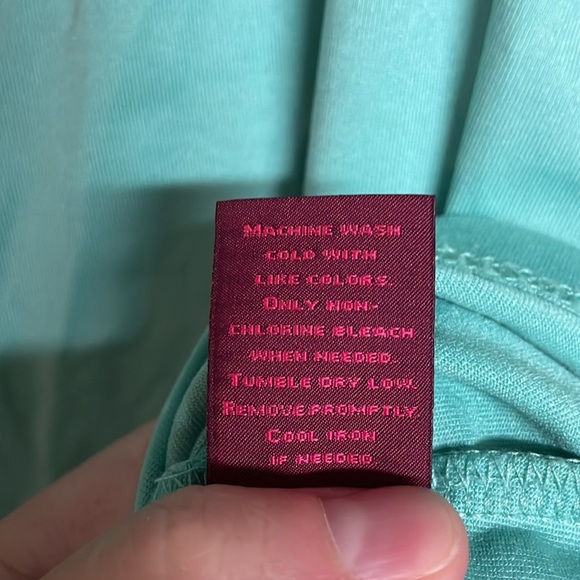 MACHINE WASH
COLD WITH
LIKE COLORS.
ONLY NON-
CHLORINE BLEACH
WHEN NEEDED.
TUMBLE DRY LOW.
REMOVE PROMPTLY.
COOL IRON
IF NEEDED